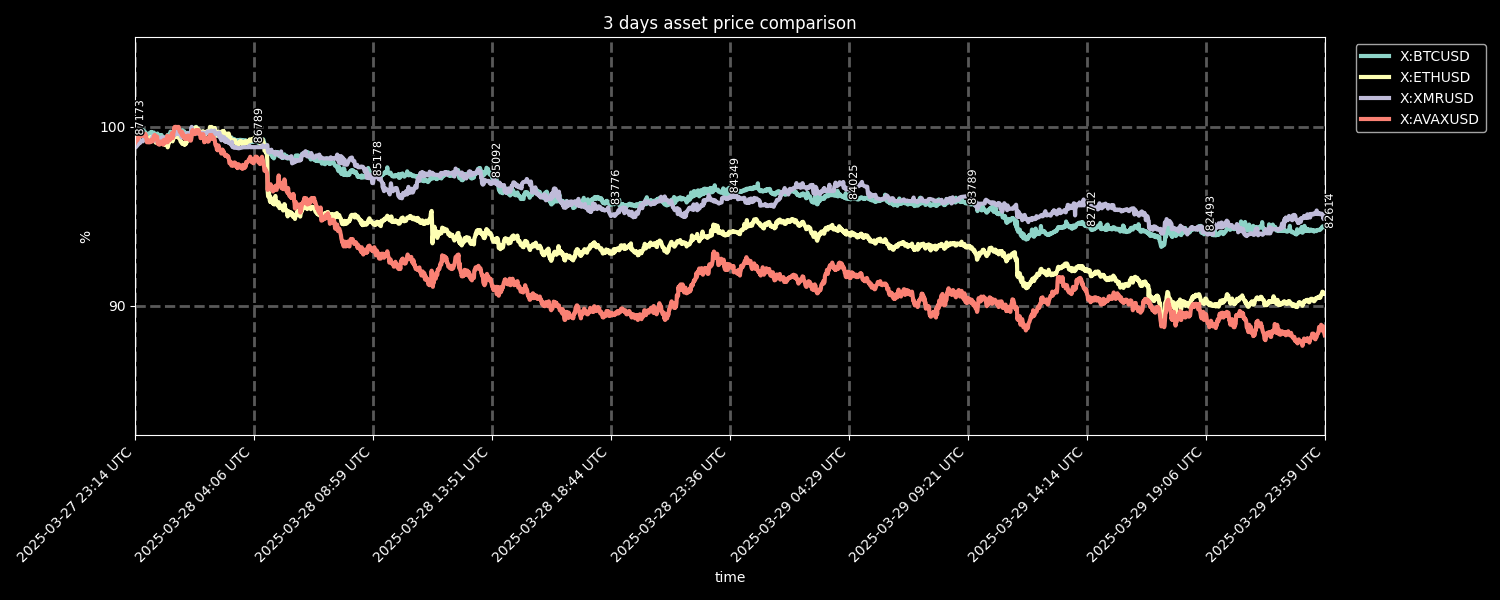 3 days asset price comparison
X:BTCUSD
X:ETHUSD
X:XMRUSD
X:AVAXUSD
100
90
%
87173
86789
85178
85092
83776
84349
84025
83789
82712
82493
82614
2025-03-27 23:14 UTC
2025-03-28 04:06 UTC
2025-03-28 08:59 UTC
2025-03-28 13:51 UTC
2025-03-28 18:44 UTC
2025-03-28 23:36 UTC
2025-03-29 04:29 UTC
2025-03-29 09:21 UTC
2025-03-29 14:14 UTC
2025-03-29 19:06 UTC
2025-03-29 23:59 UTC
time